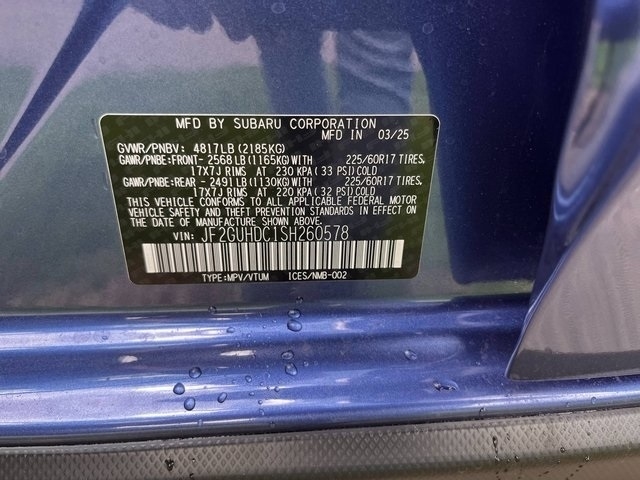 MFD BY SUBARU CORPORATION
MADE IN 03/25
GVWR/PNBV: 4817LB (2185KG)
GAWR/PNBE:FRONT- 2568 LB (1165KG) WITH 225/60R17 TIRES,
17X7J RIMS AT 230 KPA ( 33 PSI) COLD
GAWR/PNBE:REAR - 2491 LB (1130KG) WITH 225/60R17 TIRES,
17X7J RIMS AT 220 KPA ( 32 PSI) COLD
THIS VEHICLE CONFORMS TO ALL APPLICABLE FEDERAL MOTOR
VEHICLE SAFETY AND THEFT PREVENTION STANDARDS IN EFFECT
ON THE DATE OF MANUFACTURE SHOWN ABOVE.
VIN: JF2GUHDC1SH260578
TYPE:MPV/VTUM ICES/NMB-002